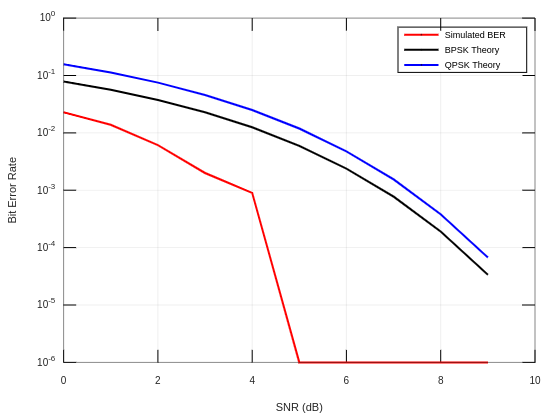 10^0
10^-1
10^-2
10^-3
10^-4
10^-5
10^-6
Bit Error Rate
Simulated BER
BPSK Theory
QPSK Theory
0 2 4 6 8 10
SNR (dB)